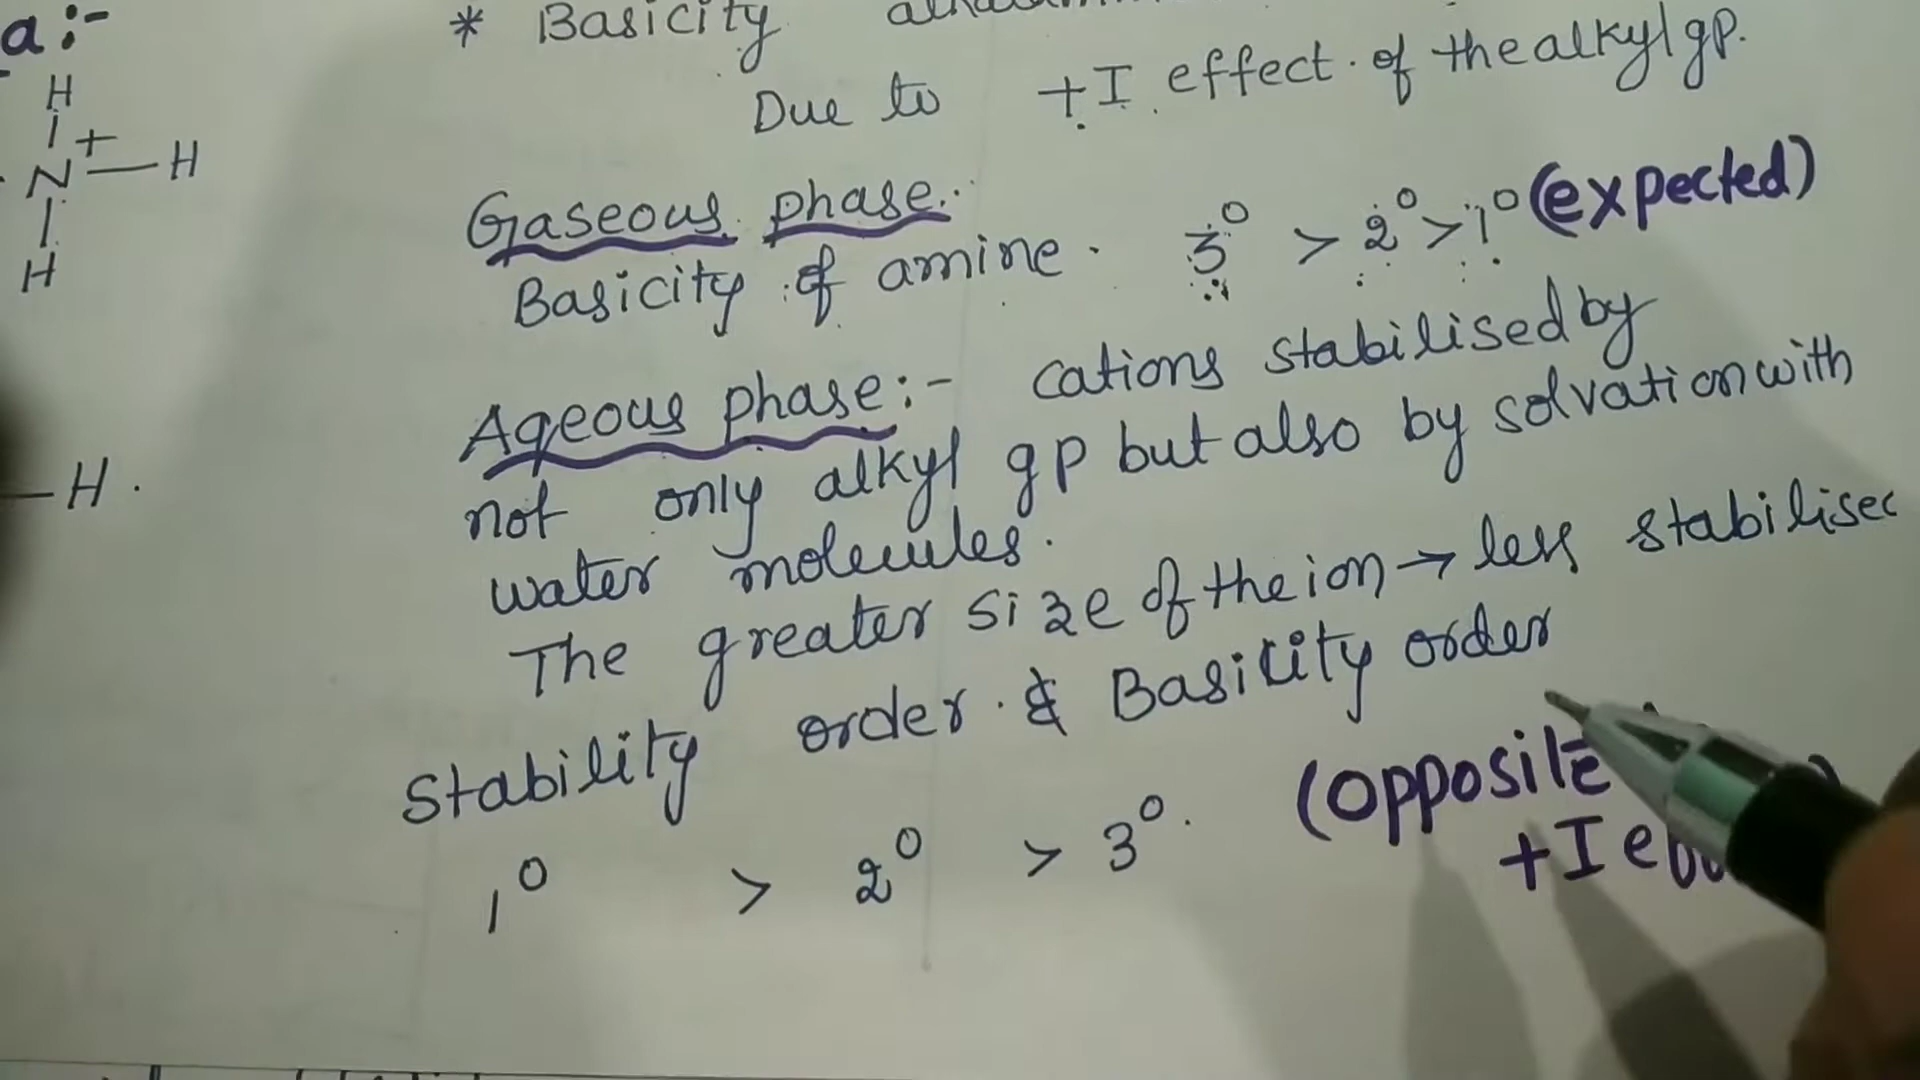 a :-
H
N + — H
H
— H .
* Basicity
Due to +I effect of the alkyl gp.
Gaseous phase.
Basicity of amine . 3° > 2° > 1° (expected)
Aqeous phase :- cations stabilised by
not only alkyl gp but also by solvation with
water molecules .
The greater size of the ion → less stabilised
Stability order . & Basicity order
1° > 2° > 3° . (opposite
+I